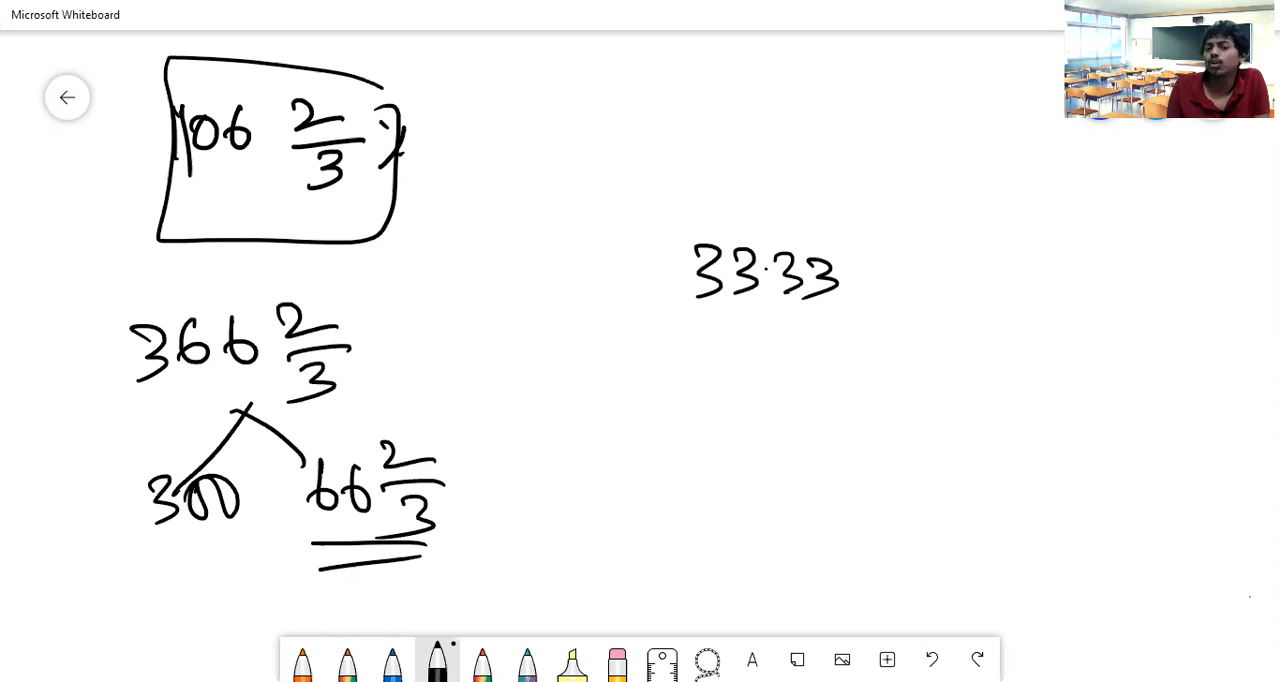 Microsoft Whiteboard
106 2/3 %
366 2/3
300 66 2/3
33.33